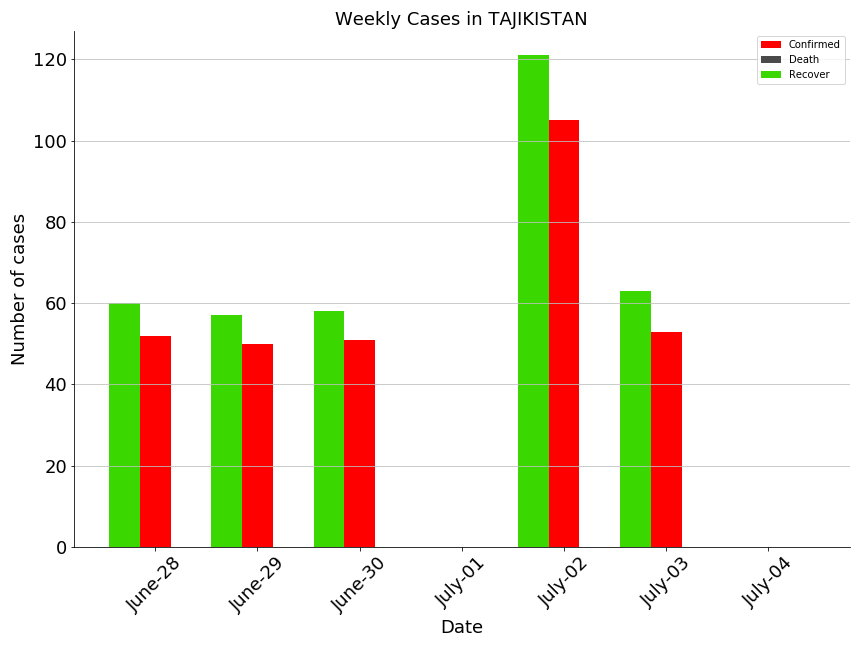 Weekly Cases in TAJIKISTAN
Confirmed
Death
Recover
Number of cases
120
100
80
60
40
20
0
June-28
June-29
June-30
July-01
July-02
July-03
July-04
Date